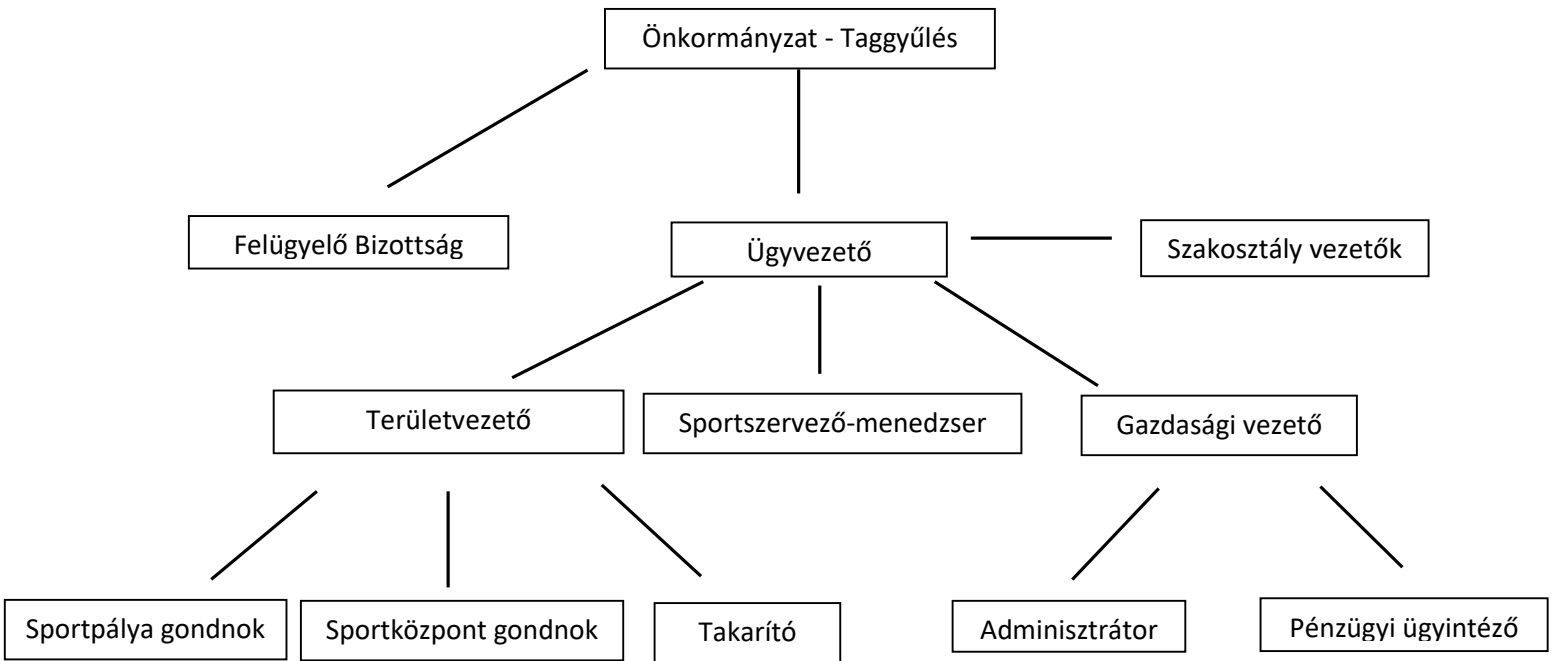 Önkormányzat - Taggyűlés
Felügyelő Bizottság
Ügyvezető
Szakosztály vezetők
Területvezető
Sportszervező-menedzser
Gazdasági vezető
Sportpálya gondnok
Sportközpont gondnok
Takarító
Adminisztrátor
Pénzügyi ügyintéző